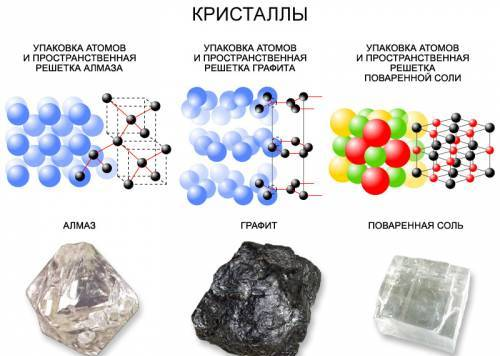 КРИСТАЛЛЫ
УПАКОВКА АТОМОВ
И ПРОСТРАНСТВЕННАЯ
РЕШЕТКА АЛМАЗА
УПАКОВКА АТОМОВ
И ПРОСТРАНСТВЕННАЯ
РЕШЕТКА ГРАФИТА
УПАКОВКА АТОМОВ
И ПРОСТРАНСТВЕННАЯ
РЕШЕТКА
ПОВАРЕННОЙ СОЛИ
АЛМАЗ
ГРАФИТ
ПОВАРЕННАЯ СОЛЬ